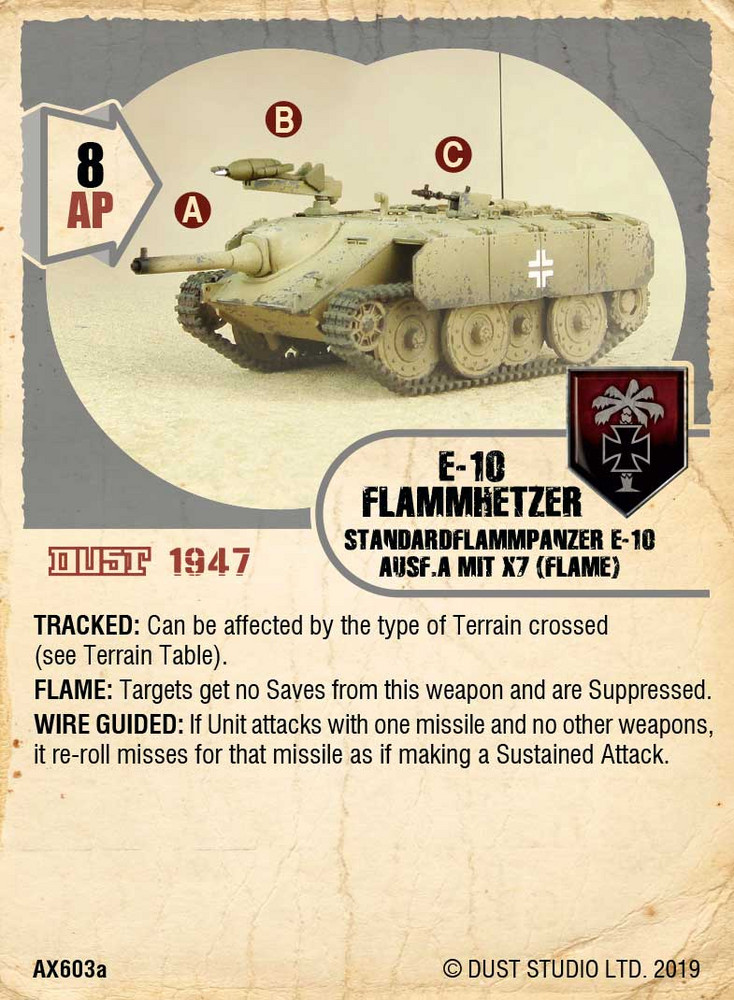 8
AP
A
B
C
E-10
FLAMMHETZER
STANDARDFLAMMPANZER E-10
AUSF.A MIT X7 (FLAME)
DUST 1947
TRACKED: Can be affected by the type of Terrain crossed
(see Terrain Table).
FLAME: Targets get no Saves from this weapon and are Suppressed.
WIRE GUIDED: If Unit attacks with one missile and no other weapons,
it re-roll misses for that missile as if making a Sustained Attack.
AX603a
© DUST STUDIO LTD. 2019